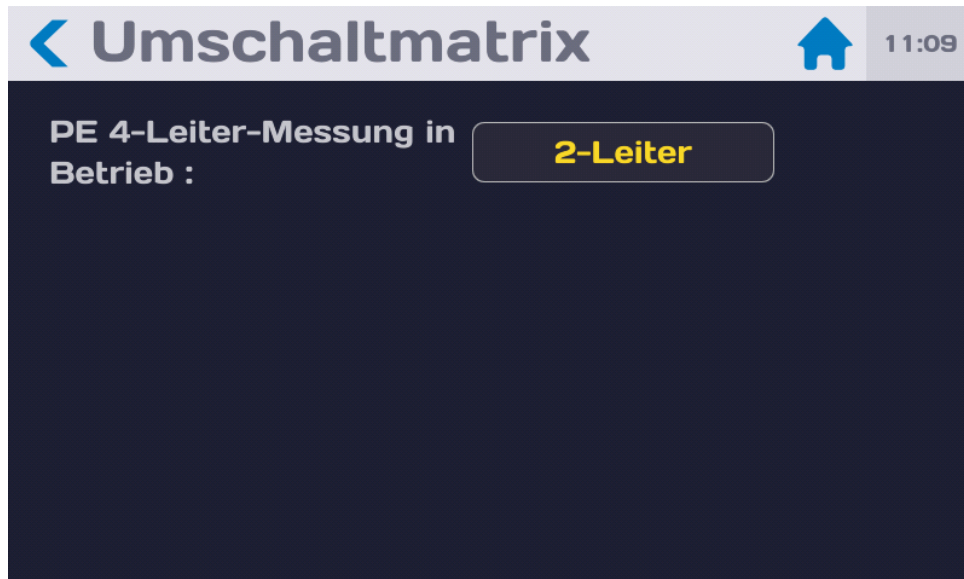 Umschaltmatrix
11:09
PE 4-Leiter-Messung in
Betrieb :
2-Leiter